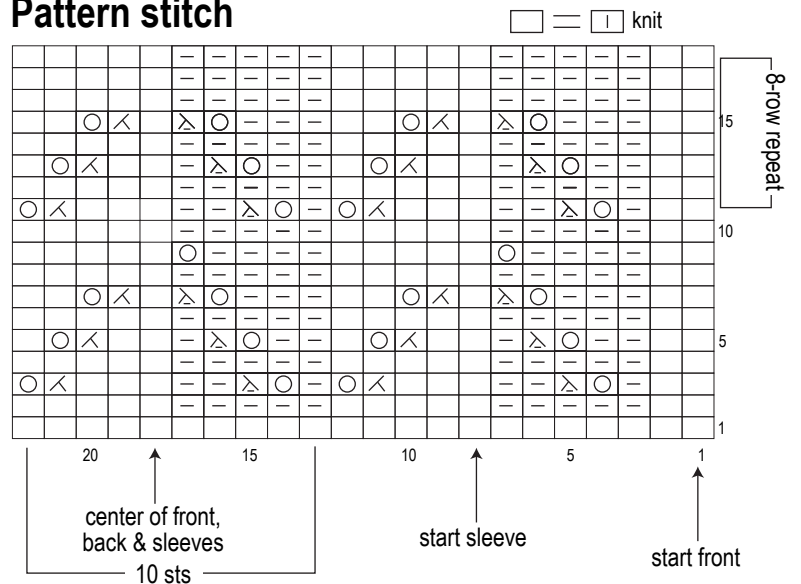 Pattern stitch
knit
15
10
5
1
8-row repeat
20
15
10
5
1
center of front,
back & sleeves
start sleeve
start front
10 sts